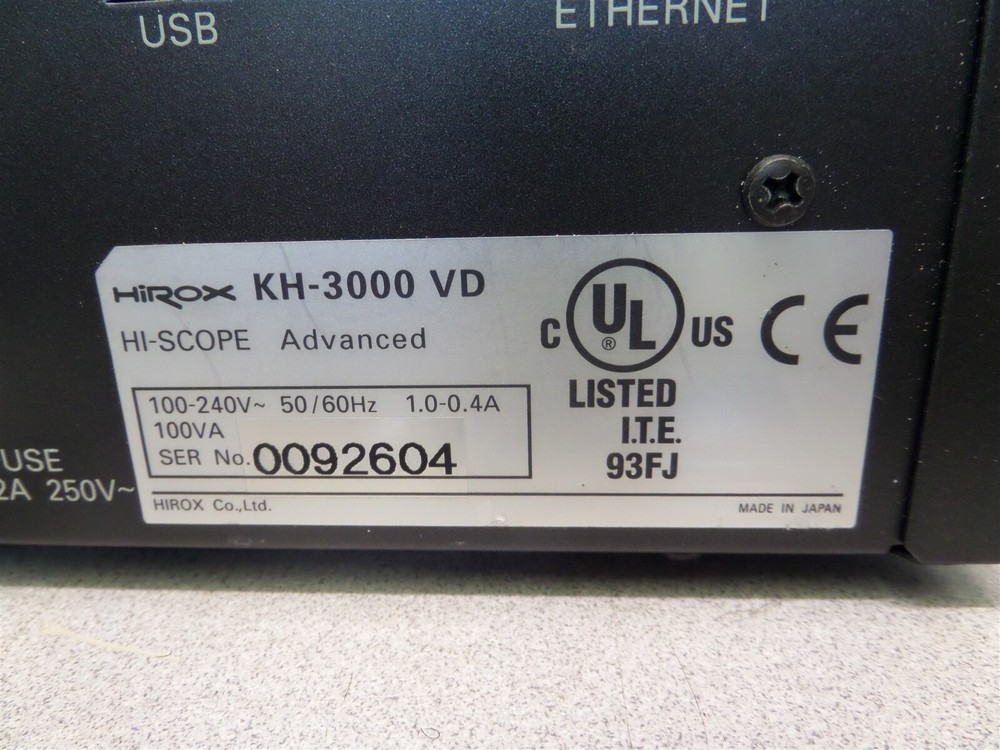 USB
ETHERNET
HiROX KH-3000 VD
HI-SCOPE Advanced
C UL ® US CE
LISTED
I.T.E.
93FJ
100-240V~ 50/60Hz 1.0-0.4A
100VA
SER No. 0092604
USE
2A 250V~
HIROX Co.,Ltd.
MADE IN JAPAN